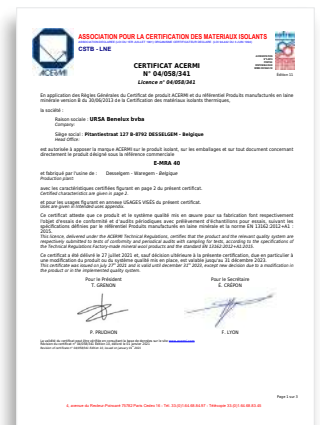 ASSOCIATION POUR LA CERTIFICATION DES MATERIAUX ISOLANTS
CSTB - LNE
ACERMI
cofrac
CERTIFICAT ACERMI
N° 04/058/341
Licence n° 04/058/341
Edition 11
En application des Règles Générales du Certificat de produit ACERMI et du référentiel Produits manufacturés en laine
minérale version B du 30/06/2013 de la Certification des matériaux isolants thermiques,
la société :
Raison sociale : URSA Benelux bvba
Company:
Siège social : Pitantiestraat 127 B-8792 DESSELGEM - Belgique
Head Office:
est autorisée à apposer la marque ACERMI sur le produit isolant, sur les emballages et sur tout document concernant
directement le produit désigné sous la référence commerciale
E-MRA 40
et fabriqué par l'usine de : Desselgem - Waregem - Belgique
Production plant:
avec les caractéristiques certifiées figurant en page 2 du présent certificat.
Certified characteristics are given in page 2.
et pour les usages figurant en annexe USAGES VISÉS du présent certificat.
Uses are given in intended uses appendix.
Ce certificat atteste que ce produit et le système qualité mis en œuvre pour sa fabrication font respectivement
l'objet d'essais de conformité et d'audits périodiques avec prélèvement d'échantillons pour essais, suivant les
spécifications définies par le référentiel Produits manufacturés en laine minérale et la norme EN 13162:2012+A1 :
2015.
This licence, delivered under the ACERMI Technical Regulations, certifies that the product and the relevant quality system are
respectively submitted to tests of conformity and periodical audits with sampling for tests, according to the specifications of
the Technical Regulations Factory-made mineral wool products and the standard EN 13162:2012+A1:2015.
Ce certificat a été délivré le 27 juillet 2021 et, sauf décision ultérieure à la présente certification, due en particulier à
une modification du produit ou du système qualité mis en place, est valable jusqu'au 31 décembre 2023.
This certificate was issued on july 27th 2021 and is valid until december 31st 2023, except new decision due to a modification in
the product or in the implemented quality system.
Pour le Président
T. GRENON
Pour le Secrétaire
E. CRÉPON
P. PRUDHON
F. LYON
Page 1 sur 3